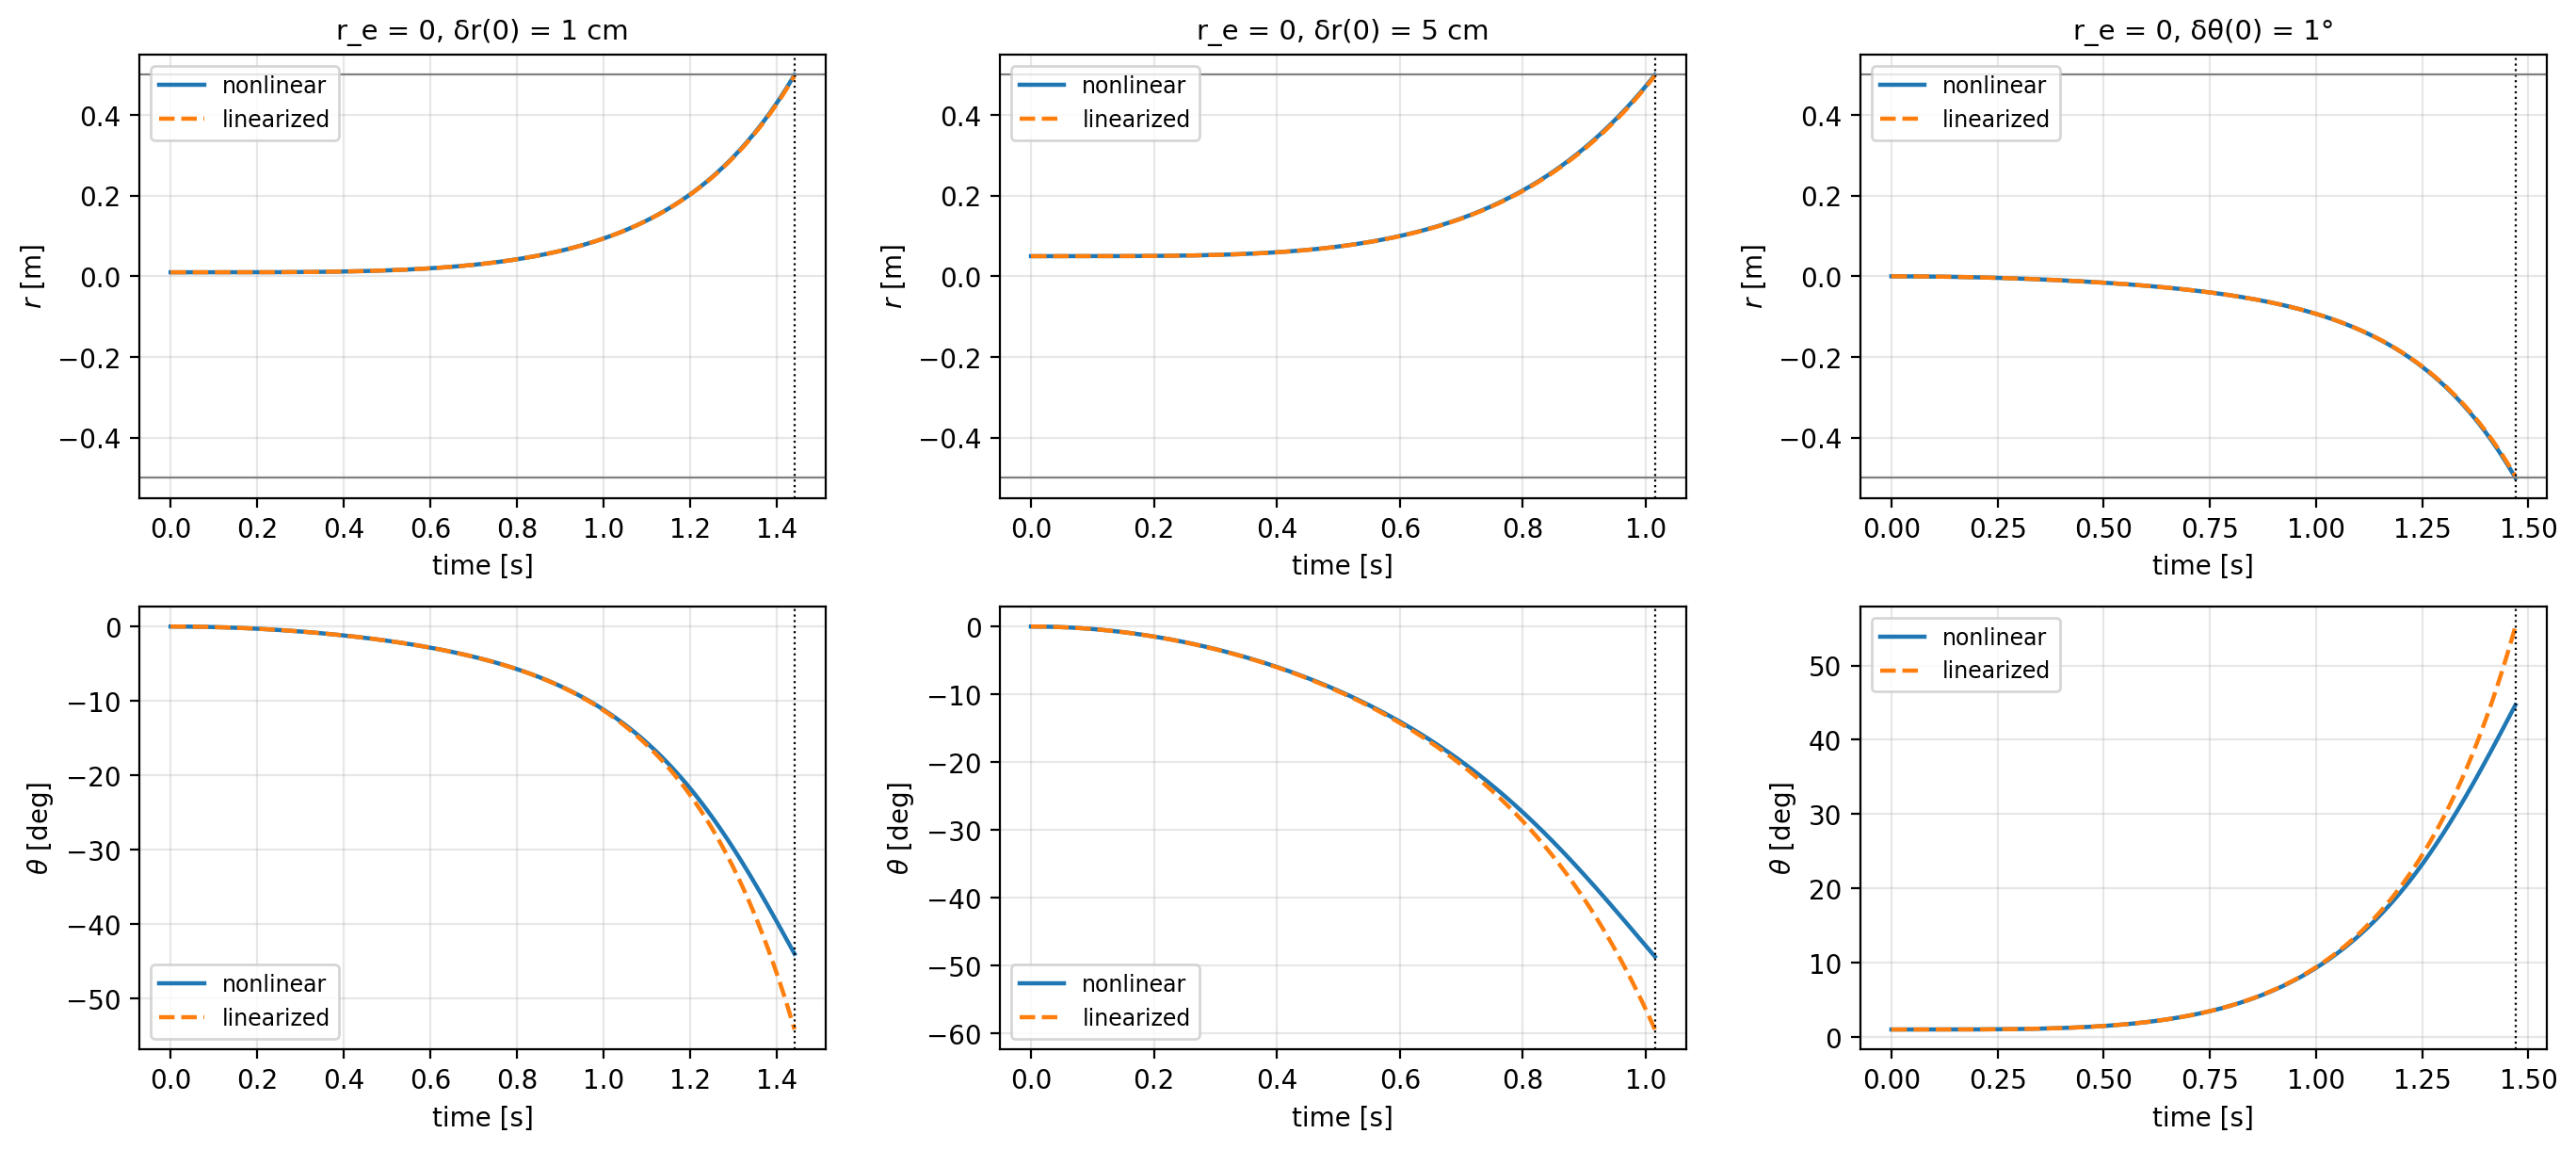 r_e = 0, δr(0) = 1 cm
nonlinear
linearized
r [m]
0.4
0.2
0.0
−0.2
−0.4
0.0 0.2 0.4 0.6 0.8 1.0 1.2 1.4
time [s]
r_e = 0, δr(0) = 5 cm
nonlinear
linearized
r [m]
0.4
0.2
0.0
−0.2
−0.4
0.0 0.2 0.4 0.6 0.8 1.0
time [s]
r_e = 0, δθ(0) = 1°
nonlinear
linearized
r [m]
0.4
0.2
0.0
−0.2
−0.4
0.00 0.25 0.50 0.75 1.00 1.25 1.50
time [s]
θ [deg]
0
−10
−20
−30
−40
−50
nonlinear
linearized
0.0 0.2 0.4 0.6 0.8 1.0 1.2 1.4
time [s]
θ [deg]
0
−10
−20
−30
−40
−50
−60
nonlinear
linearized
0.0 0.2 0.4 0.6 0.8 1.0
time [s]
nonlinear
linearized
θ [deg]
50
40
30
20
10
0
0.00 0.25 0.50 0.75 1.00 1.25 1.50
time [s]